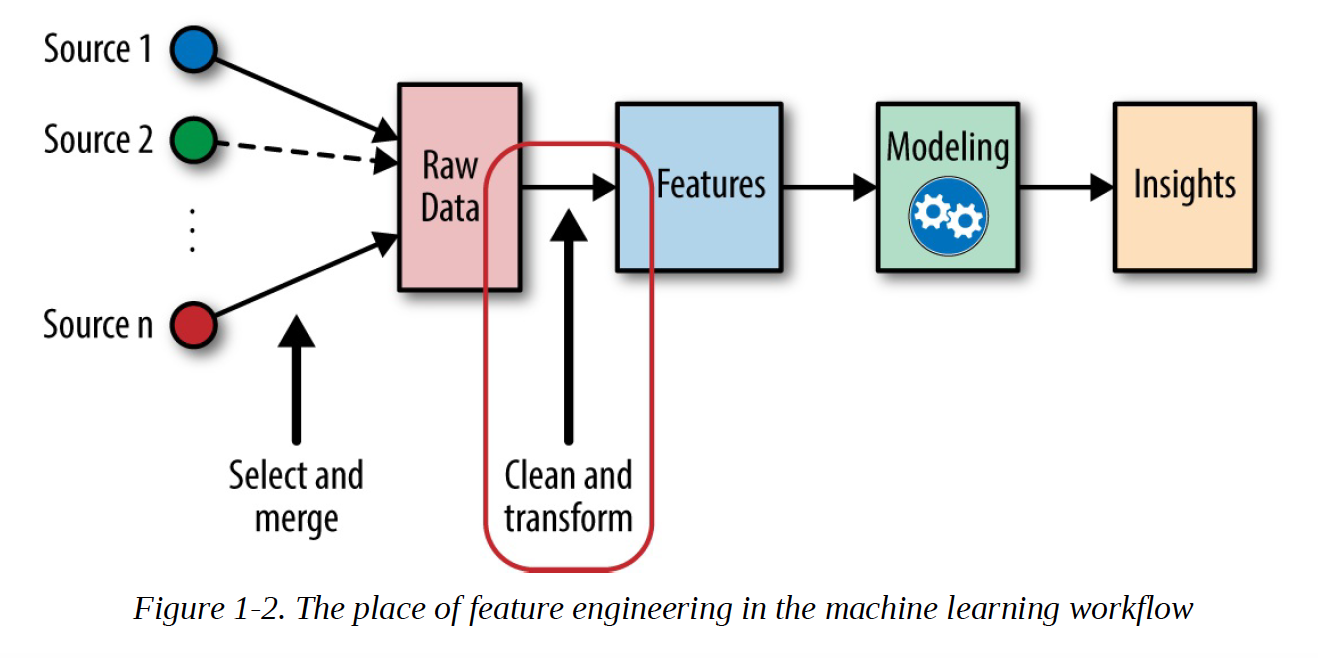 Source 1
Source 2
Source n
Select and
merge
Raw
Data
Clean and
transform
Features
Modeling
Insights
Figure 1-2. The place of feature engineering in the machine learning workflow